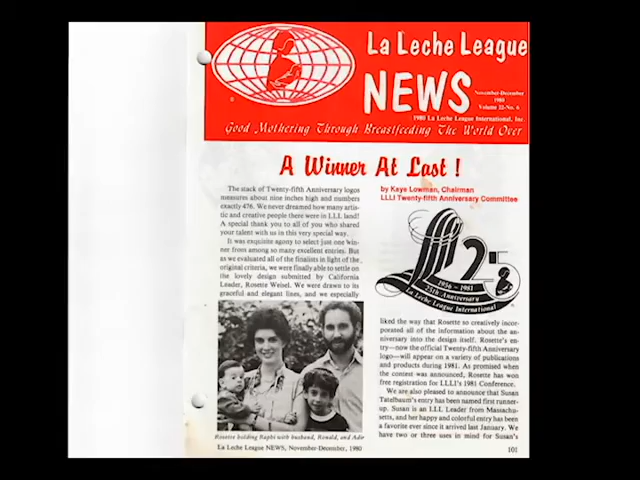 La Leche League
NEWS
November-December
1980
Volume 22-No. 6
1980 La Leche League International, Inc.
Good Mothering Through Breastfeeding The World Over
A Winner At Last !
The stack of Twenty-fifth Anniversary logos
measures about nine inches high and numbers
exactly 476. We never dreamed how many artis-
tic and creative people there were in LLL land!
A special thank you to all of you who shared
your talent with us in this very special way.
It was exquisite agony to select just one win-
ner from among so many excellent entries. But
as we evaluated all of the finalists in light of the
original criteria, we were finally able to settle on
the lovely design submitted by California
Leader, Rosette Weisel. We were drawn to its
graceful and elegant lines, and we especially
Rosette holding Raphi with husband, Ronald, and Adir
La Leche League NEWS, November-December, 1980
by Kaye Lowman, Chairman
LLLI Twenty-fifth Anniversary Committee
25
1956 - 1981
25th Anniversary
La Leche League International
liked the way that Rosette so creatively incor-
porated all of the information about the an-
niversary into the design itself. Rosette's en-
try—now the official Twenty-fifth Anniversary
logo—will appear on a variety of publications
and products during 1981. As promised when
the contest was announced, Rosette has won
free registration for LLLI's 1981 Conference.
We are also pleased to announce that Susan
Tatelbaum's entry has been named first runner-
up. Susan is an LLL Leader from Massachu-
setts, and her happy and colorful entry has been
a favorite ever since it arrived last January. We
have two or three uses in mind for Susan's
101